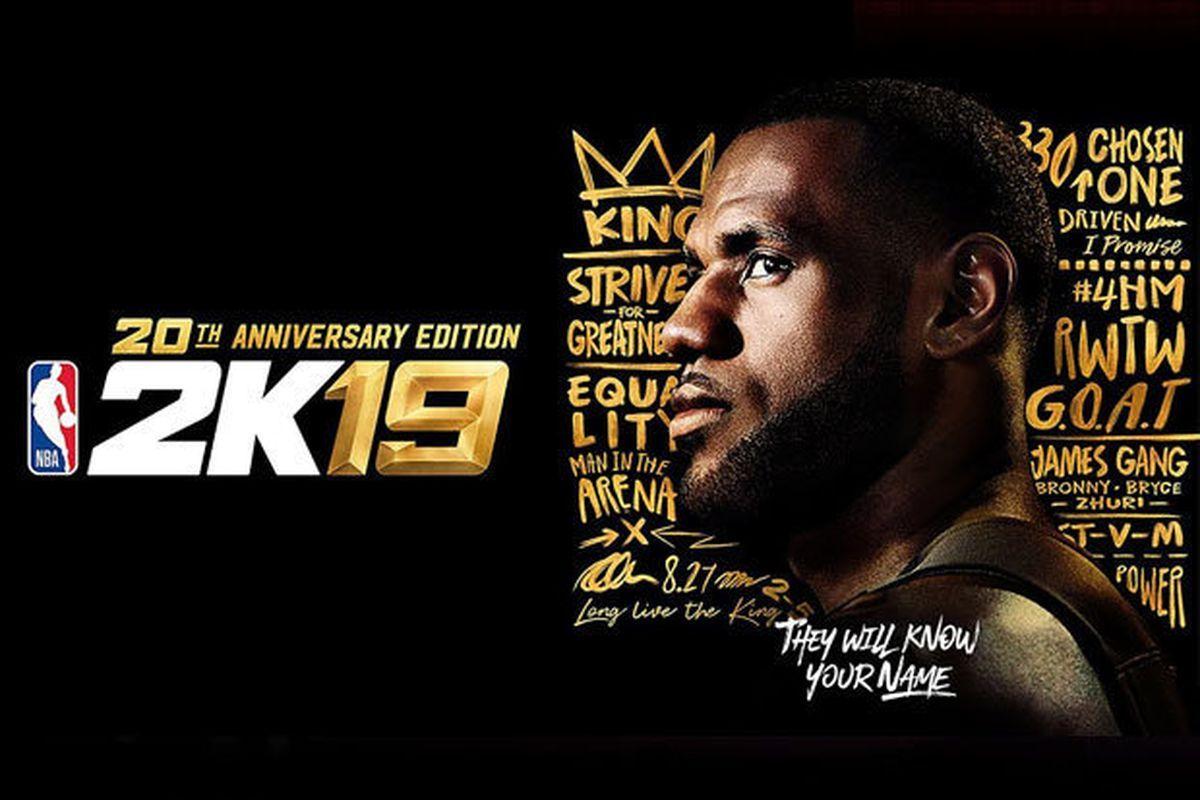 20TH ANNIVERSARY EDITION
NBA
2K19
KING
STRIVE
-FOR-
GREATNE
EQUA
LITY
MAN IN THE
ARENA
X
8.27
2-5
Long live the King
330 CHOSEN
ONE
DRIVEN
I Promise
#4HM
RWTW
G.O.A.T
JAMES GANG
BRONNY · BRYCE
- ZHURI -
ST-V-M
POWER
THEY WILL KNOW
YOUR NAME